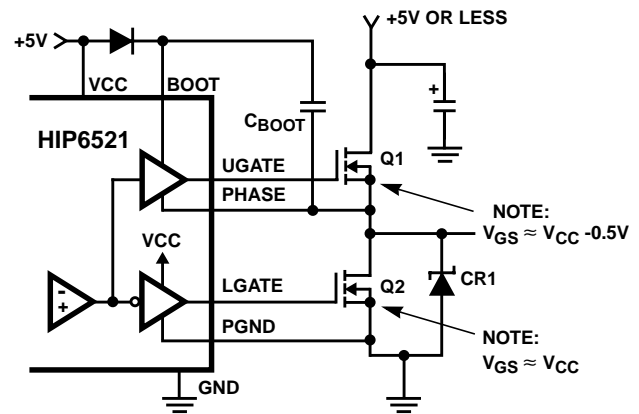 +5V OR LESS
+5V
VCC
BOOT
+
CBOOT
HIP6521
UGATE
Q1
PHASE
NOTE:
VGS ≈ VCC -0.5V
VCC
CR1
-
+
LGATE
Q2
PGND
NOTE:
VGS ≈ VCC
GND